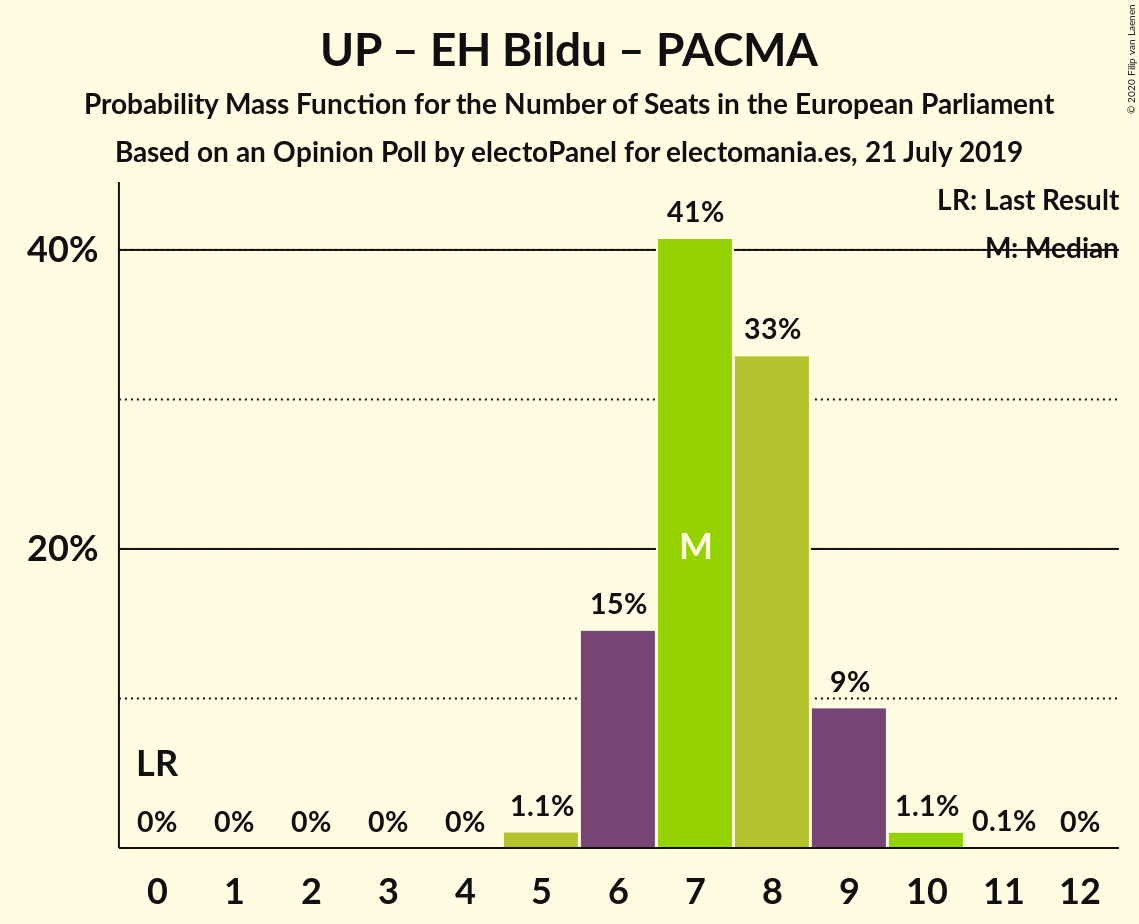 UP – EH Bildu – PACMA
Probability Mass Function for the Number of Seats in the European Parliament
Based on an Opinion Poll by electoPanel for electomania.es, 21 July 2019
© 2020 Filip van Laenen
LR: Last Result
M: Median
40%
20%
41%
33%
M
15%
9%
LR
0% 0% 0% 0% 0% 1.1% 1.1% 0.1% 0%
0 1 2 3 4 5 6 7 8 9 10 11 12